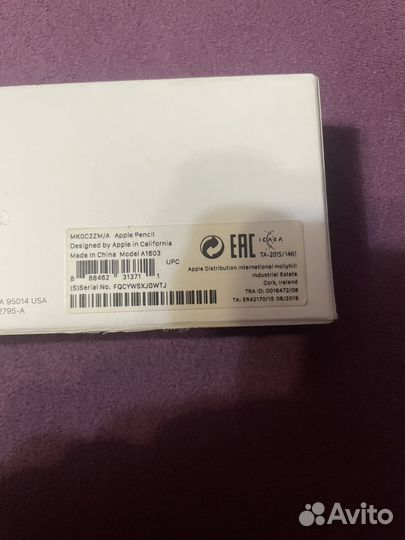 MK0C2ZM/A Apple Pencil
Designed by Apple in California
Made in China Model A1603
8 88462 31371 1
UPC
(S)Serial No. FQCYWSXJGWTJ
EAC
ICASA
TA-2015/1461
Apple Distribution International Hollyhill
Industrial Estate
Cork, Ireland
TRA ID: 0016472/08
TA: ER42170/15 08/2019
A 95014 USA
2795-A
Avito